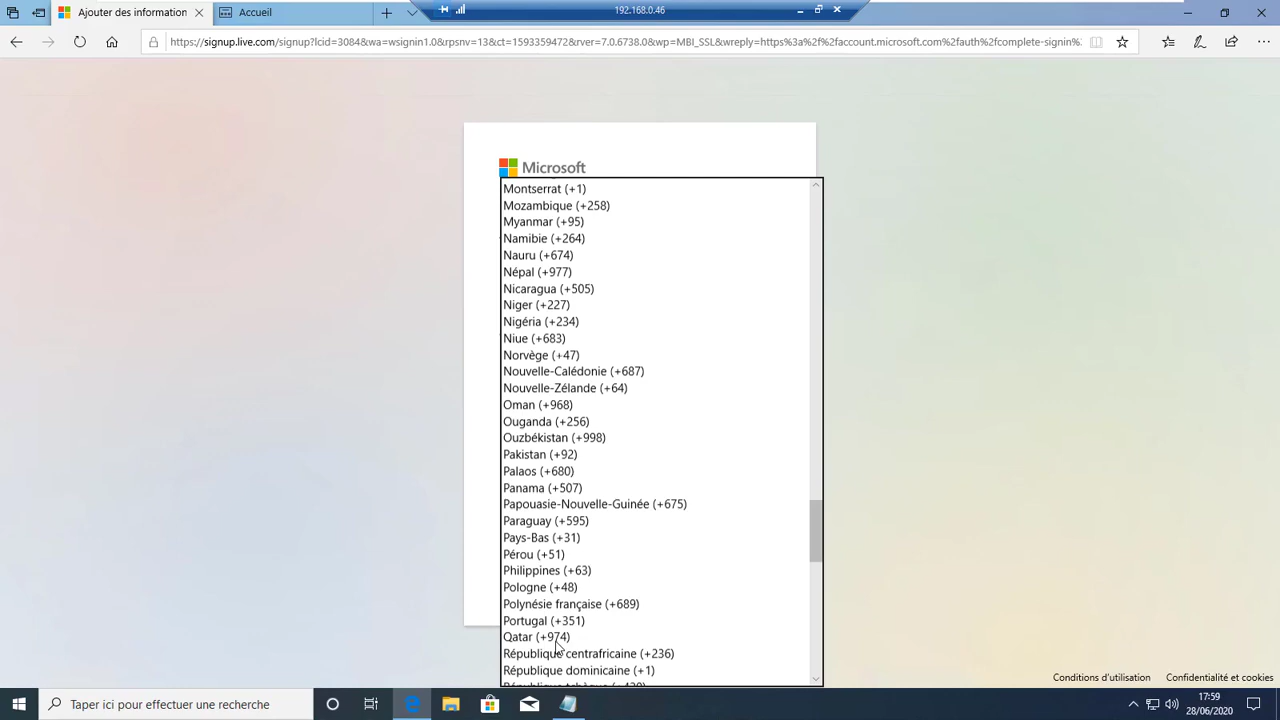 Ajouter des information
Accueil
192.168.0.46
https://signup.live.com/signup?lcid=3084&wa=wsignin1.0&rpsnv=13&ct=1593359472&rver=7.0.6738.0&wp=MBI_SSL&wreply=https%3a%2f%2faccount.microsoft.com%2fauth%2fcomplete-signin%:
Microsoft
Montserrat (+1)
Mozambique (+258)
Myanmar (+95)
Namibie (+264)
Nauru (+674)
Népal (+977)
Nicaragua (+505)
Niger (+227)
Nigéria (+234)
Niue (+683)
Norvège (+47)
Nouvelle-Calédonie (+687)
Nouvelle-Zélande (+64)
Oman (+968)
Ouganda (+256)
Ouzbékistan (+998)
Pakistan (+92)
Palaos (+680)
Panama (+507)
Papouasie-Nouvelle-Guinée (+675)
Paraguay (+595)
Pays-Bas (+31)
Pérou (+51)
Philippines (+63)
Pologne (+48)
Polynésie française (+689)
Portugal (+351)
Qatar (+974)
République centrafricaine (+236)
République dominicaine (+1)
République tchèque (+420)
Conditions d'utilisation
Confidentialité et cookies
Taper ici pour effectuer une recherche
17:59
28/06/2020